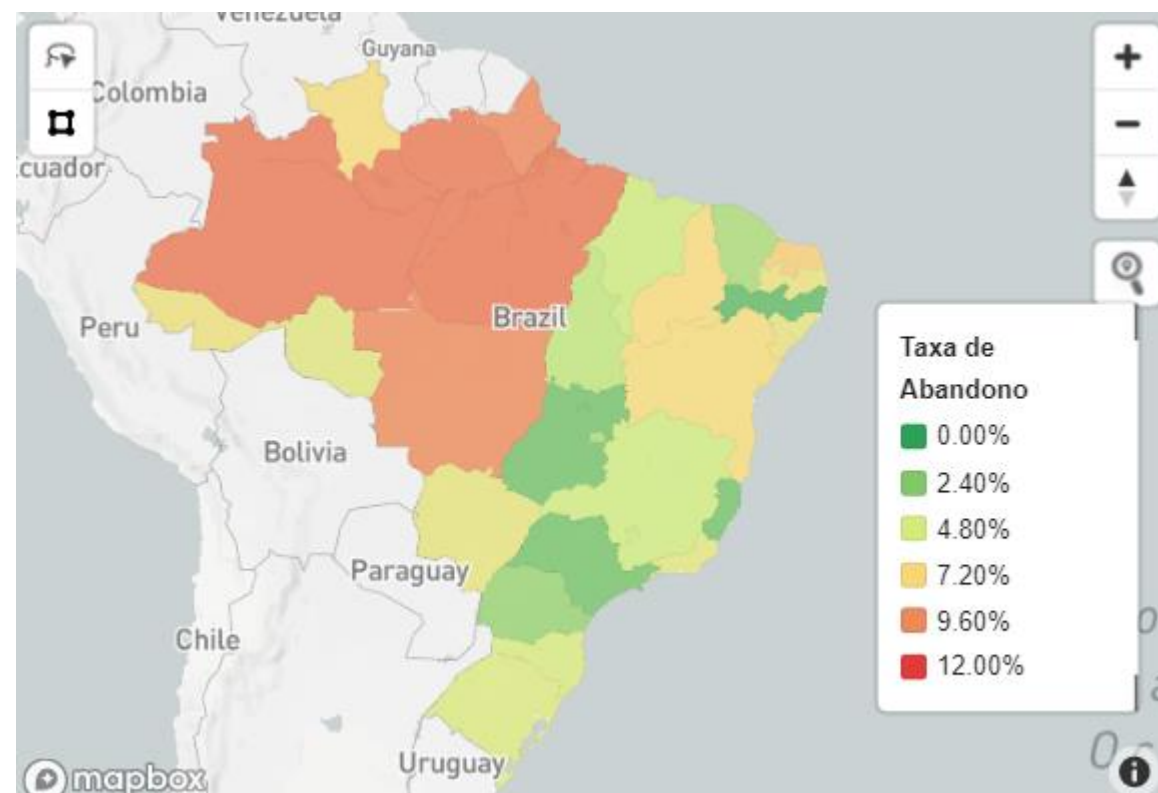 Venezuela
Guyana
Colombia
cuador
Peru
Brazil
Bolivia
Paraguay
Chile
Uruguay
Taxa de
Abandono
0.00%
2.40%
4.80%
7.20%
9.60%
12.00%
mapbox